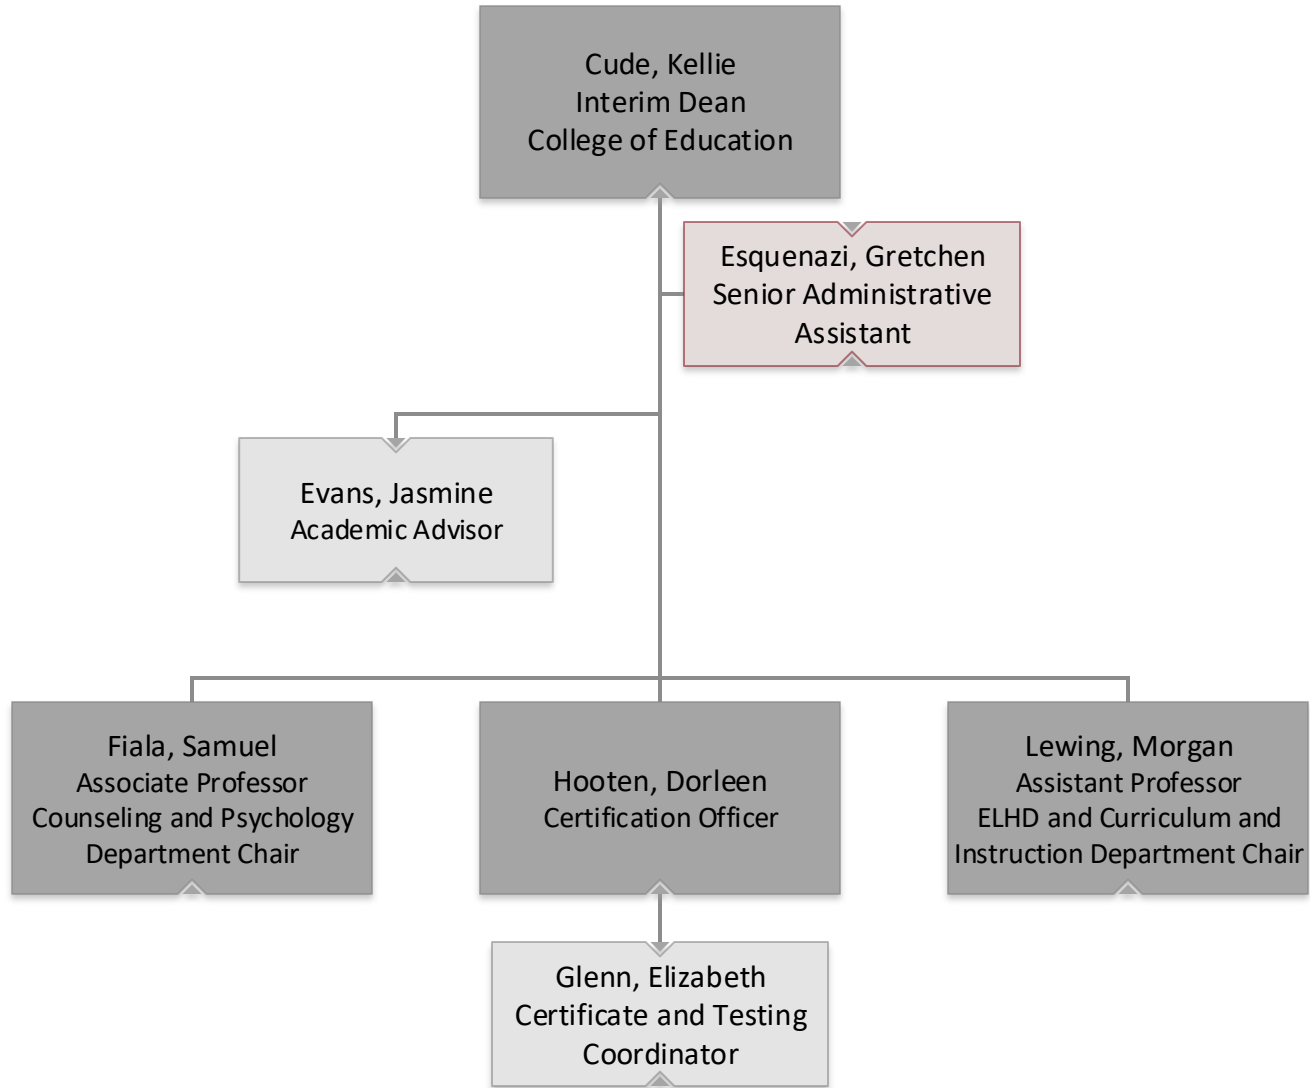 Cude, Kellie
Interim Dean
College of Education
Esquenazi, Gretchen
Senior Administrative
Assistant
Evans, Jasmine
Academic Advisor
Fiala, Samuel
Associate Professor
Counseling and Psychology
Department Chair
Hooten, Dorleen
Certification Officer
Lewing, Morgan
Assistant Professor
ELHD and Curriculum and
Instruction Department Chair
Glenn, Elizabeth
Certificate and Testing
Coordinator